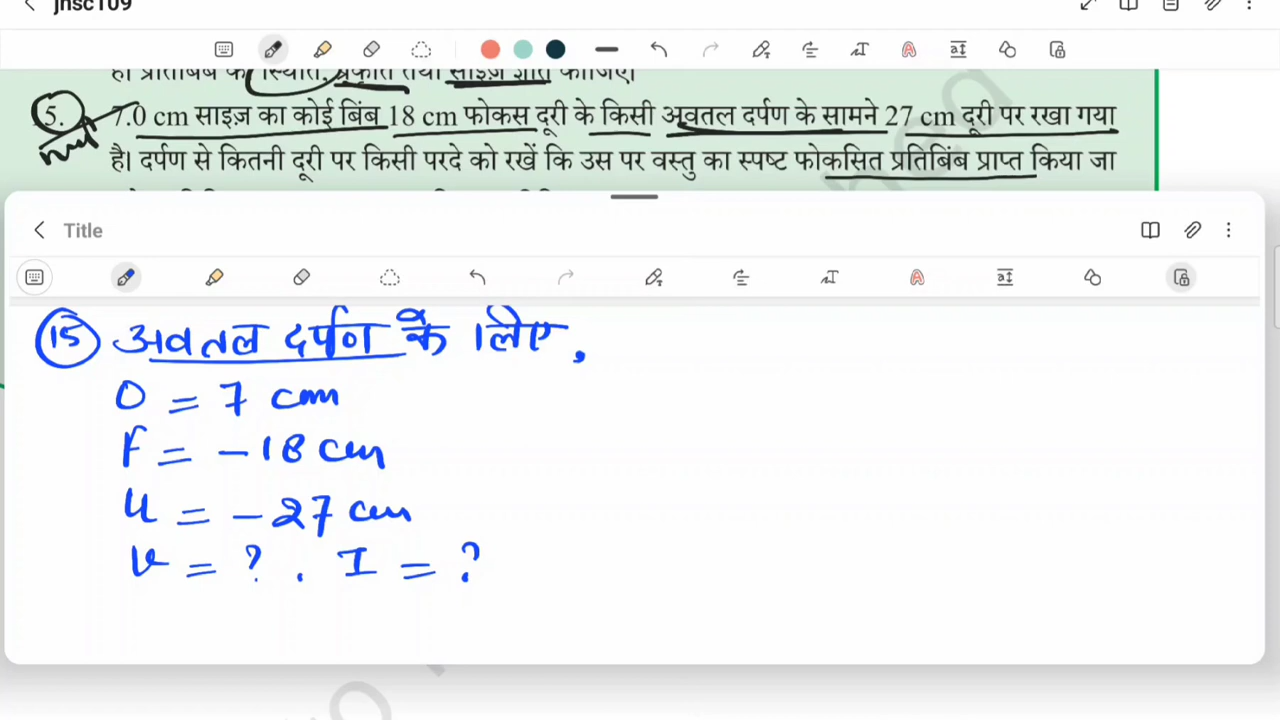 jhsc109
है। प्रतिबिंब की स्थिति, प्रकृति तथा साइज़ ज्ञात कीजिए।
5. 7.0 cm साइज़ का कोई बिंब 18 cm फोकस दूरी के किसी अवतल दर्पण के सामने 27 cm दूरी पर रखा गया
है। दर्पण से कितनी दूरी पर किसी परदे को रखें कि उस पर वस्तु का स्पष्ट फोकसित प्रतिबिंब प्राप्त किया जा
Title
15 अवतल दर्पण के लिए,
O = 7 cm
F = -18 cm
u = -27 cm
v = ? . I = ?